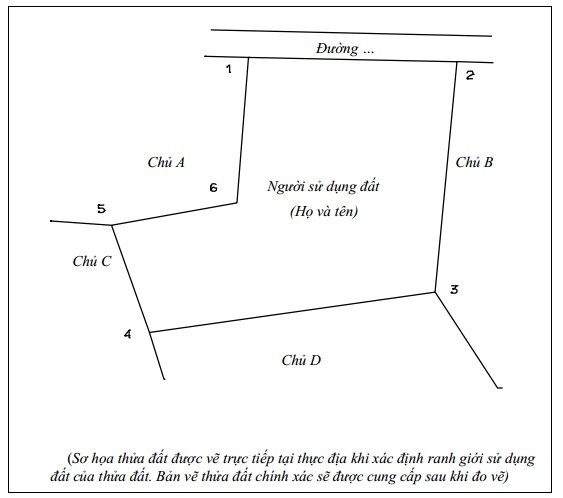 Đường ...
1
2
Chủ A
Chủ B
6
Người sử dụng đất
(Họ và tên)
5
Chủ C
3
4
Chủ D
(Sơ họa thửa đất được vẽ trực tiếp tại thực địa khi xác định ranh giới sử dụng
đất của thửa đất. Bản vẽ thửa đất chính xác sẽ được cung cấp sau khi đo vẽ)